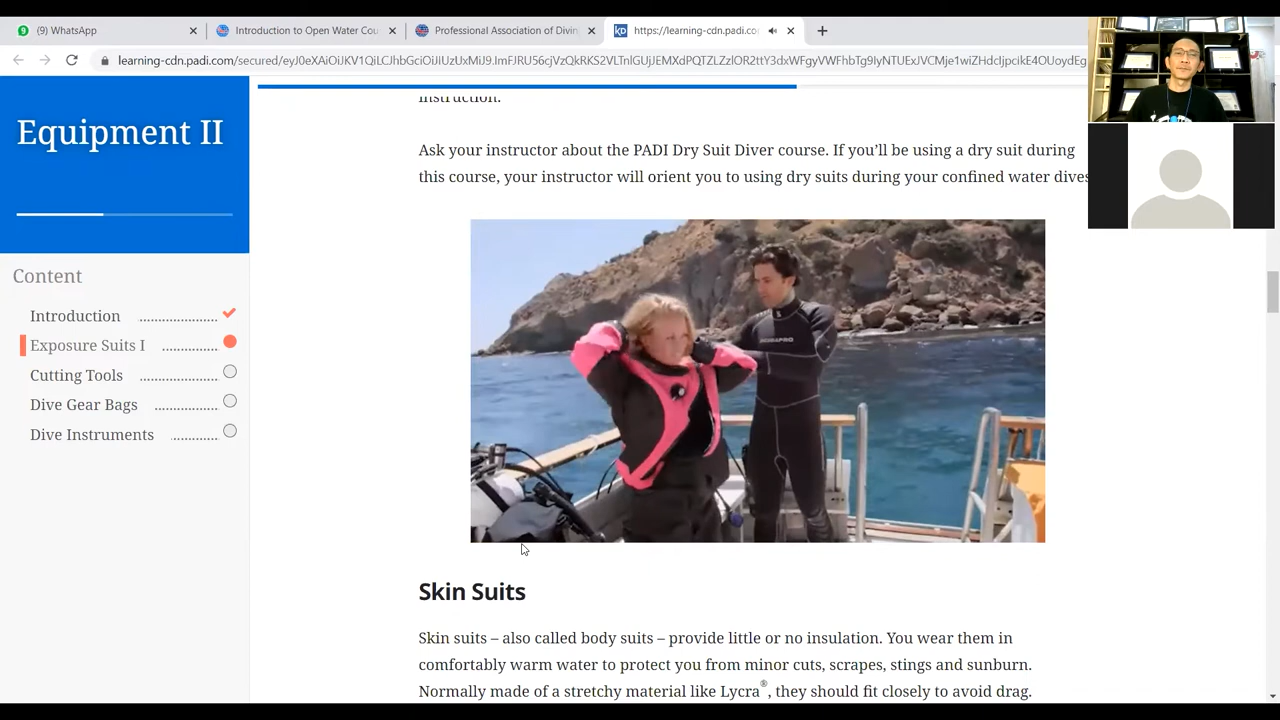 (9) WhatsApp
Introduction to Open Water Cou
Professional Association of Divin
https://learning-cdn.padi.co
Equipment II
Content
Introduction
Exposure Suits I
Cutting Tools
Dive Gear Bags
Dive Instruments
instruction.
Ask your instructor about the PADI Dry Suit Diver course. If you'll be using a dry suit during
this course, your instructor will orient you to using dry suits during your confined water dives
SCUBAPRO
Skin Suits
Skin suits – also called body suits – provide little or no insulation. You wear them in
comfortably warm water to protect you from minor cuts, scrapes, stings and sunburn.
Normally made of a stretchy material like Lycra®, they should fit closely to avoid drag.